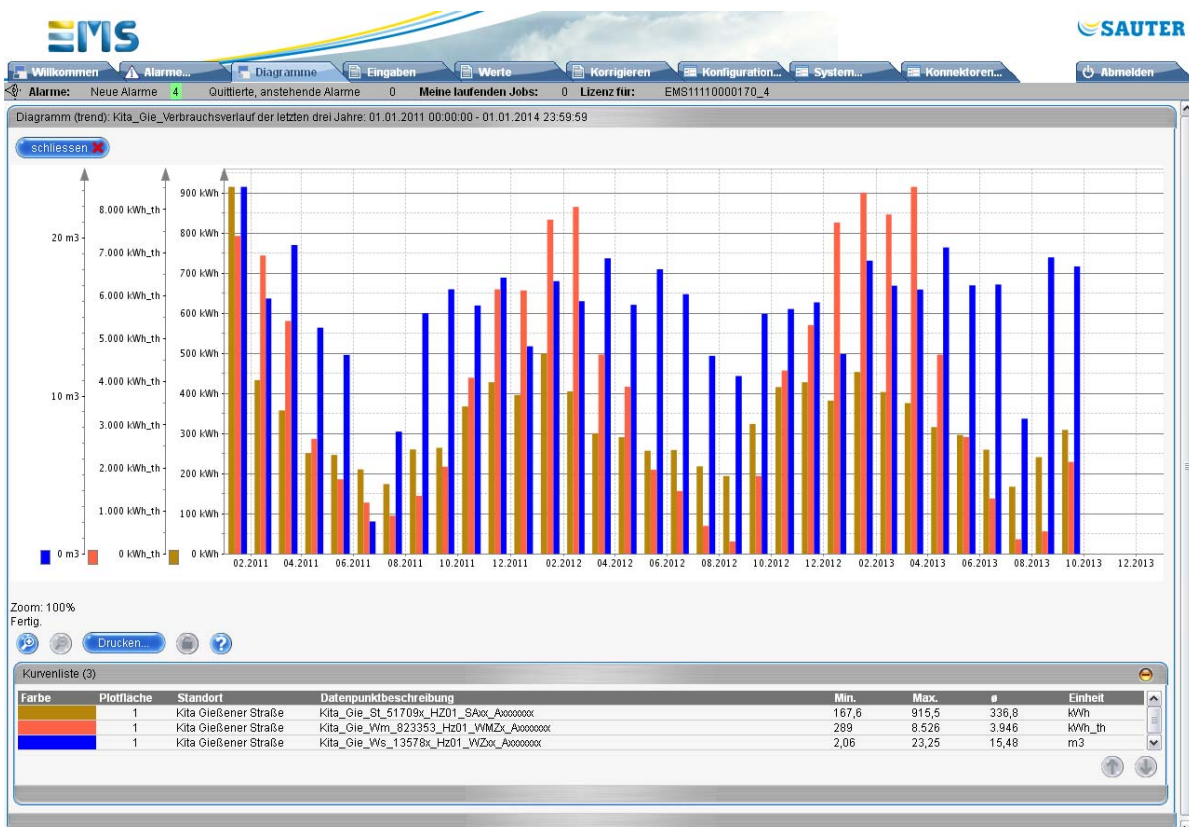 EMS
SAUTER
Willkommen Alarme... Diagramme Eingaben Werte Korrigieren Konfiguration... System... Konnektoren... Abmelden
Alarme: Neue Alarme 4 Quittierte, anstehende Alarme 0 Meine laufenden Jobs: 0 Lizenz für: EMS11110000170_4
Diagramm (trend): Kita_Gie_Verbrauchsverlauf der letzten drei Jahre: 01.01.2011 00:00:00 - 01.01.2014 23:59:59
schliessen
900 kWh
8.000 kWh_th
800 kWh
20 m3
7.000 kWh_th
700 kWh
6.000 kWh_th
600 kWh
5.000 kWh_th
500 kWh
4.000 kWh_th
400 kWh
10 m3
3.000 kWh_th
300 kWh
2.000 kWh_th
200 kWh
1.000 kWh_th
100 kWh
0 m3 0 kWh_th 0 kWh
02.2011 04.2011 06.2011 08.2011 10.2011 12.2011 02.2012 04.2012 06.2012 08.2012 10.2012 12.2012 02.2013 04.2013 06.2013 08.2013 10.2013 12.2013
Zoom: 100%
Fertig.
Drucken...
?
Kurvenliste (3)
Farbe Plotfläche Standort Datenpunktbeschreibung Min. Max. ø Einheit
1 Kita Gießener Straße Kita_Gie_St_51709x_HZ01_SAxx_Axxxxxxx 167,6 915,5 336,8 kWh
1 Kita Gießener Straße Kita_Gie_Wm_823353_Hz01_WMZx_Axxxxxxx 289 8.526 3.946 kWh_th
1 Kita Gießener Straße Kita_Gie_Ws_13578x_Hz01_WZxx_Axxxxxxx 2,06 23,25 15,48 m3